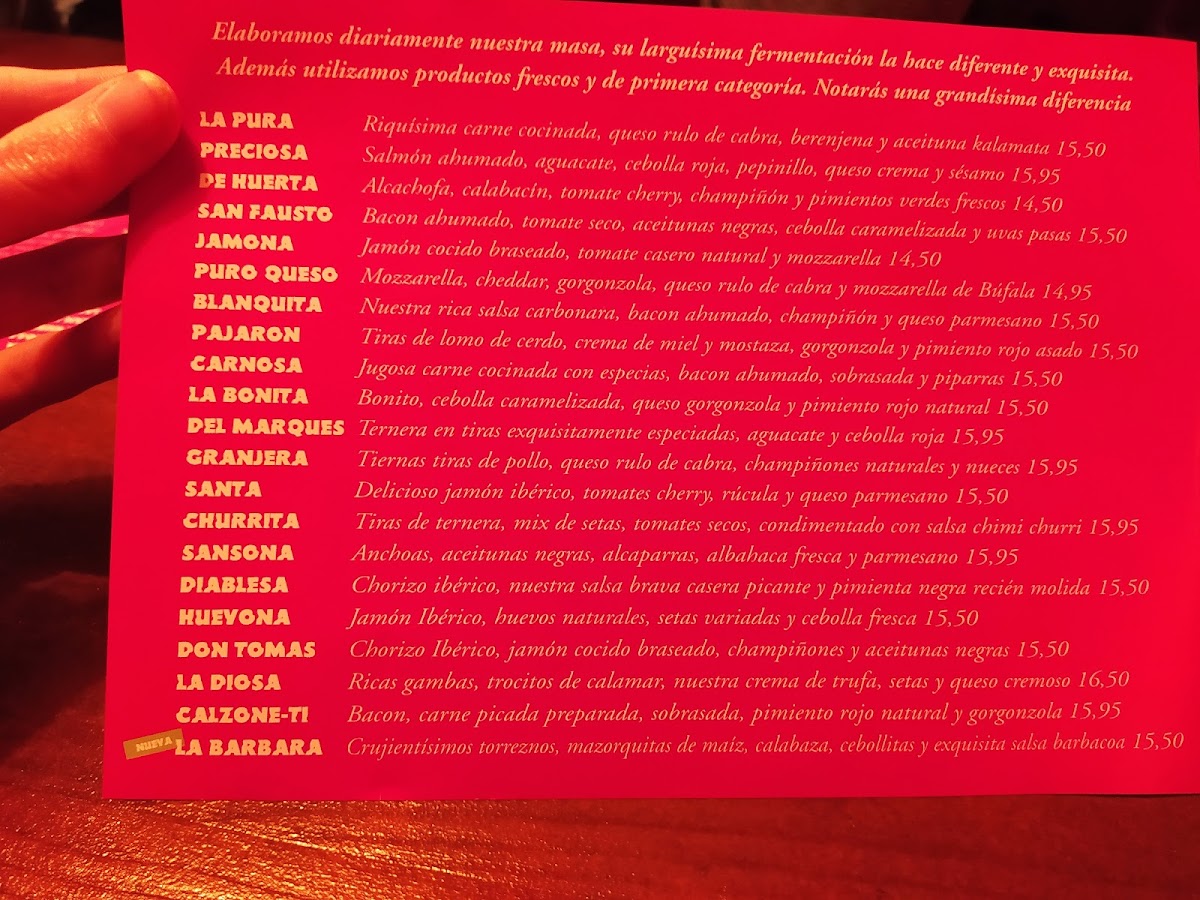 Elaboramos diariamente nuestra masa, su larguísima fermentación la hace diferente y exquisita.
Además utilizamos productos frescos y de primera categoría. Notarás una grandísima diferencia
LA PURA Riquísima carne cocinada, queso rulo de cabra, berenjena y aceituna kalamata 15,50
PRECIOSA Salmón ahumado, aguacate, cebolla roja, pepinillo, queso crema y sésamo 15,95
DE HUERTA Alcachofa, calabacín, tomate cherry, champiñón y pimientos verdes frescos 14,50
SAN FAUSTO Bacon ahumado, tomate seco, aceitunas negras, cebolla caramelizada y uvas pasas 15,50
JAMONA Jamón cocido braseado, tomate casero natural y mozzarella 14,50
PURO QUESO Mozzarella, cheddar, gorgonzola, queso rulo de cabra y mozzarella de Búfala 14,95
BLANQUITA Nuestra rica salsa carbonara, bacon ahumado, champiñón y queso parmesano 15,50
PAJARON Tiras de lomo de cerdo, crema de miel y mostaza, gorgonzola y pimiento rojo asado 15,50
CARNOSA Jugosa carne cocinada con especias, bacon ahumado, sobrasada y piparras 15,50
LA BONITA Bonito, cebolla caramelizada, queso gorgonzola y pimiento rojo natural 15,50
DEL MARQUES Ternera en tiras exquisitamente especiadas, aguacate y cebolla roja 15,95
GRANJERA Tiernas tiras de pollo, queso rulo de cabra, champiñones naturales y nueces 15,95
SANTA Delicioso jamón ibérico, tomates cherry, rúcula y queso parmesano 15,50
CHURRITA Tiras de ternera, mix de setas, tomates secos, condimentado con salsa chimi churri 15,95
SANSONA Anchoas, aceitunas negras, alcaparras, albahaca fresca y parmesano 15,95
DIABLESA Chorizo ibérico, nuestra salsa brava casera picante y pimienta negra recién molida 15,50
HUEVONA Jamón Ibérico, huevos naturales, setas variadas y cebolla fresca 15,50
DON TOMAS Chorizo Ibérico, jamón cocido braseado, champiñones y aceitunas negras 15,50
LA DIOSA Ricas gambas, trocitos de calamar, nuestra crema de trufa, setas y queso cremoso 16,50
CALZONE-TI Bacon, carne picada preparada, sobrasada, pimiento rojo natural y gorgonzola 15,95
NUEVA LA BARBARA Crujientisimos torreznos, mazorquitas de maíz, calabaza, cebollitas y exquisita salsa barbacoa 15,50